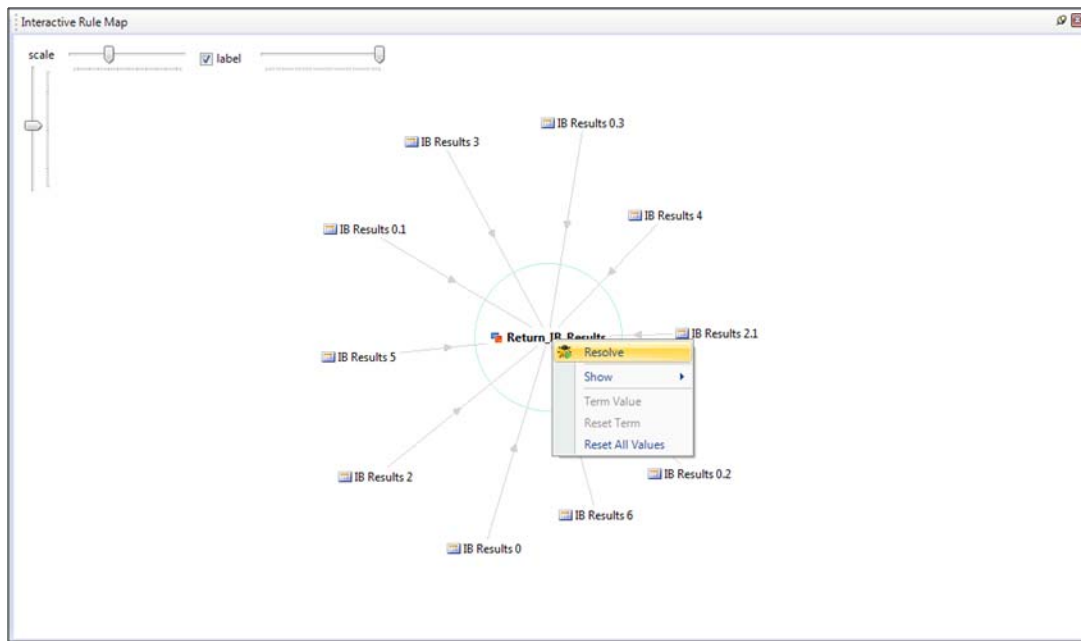 Interactive Rule Map
scale
label
IB Results 0.3
IB Results 3
IB Results 4
IB Results 0.1
Return_IB_Results
IB Results 2.1
IB Results 5
Resolve
Show
Term Value
Reset Term
Reset All Values
IB Results 2
IB Results 0.2
IB Results 6
IB Results 0